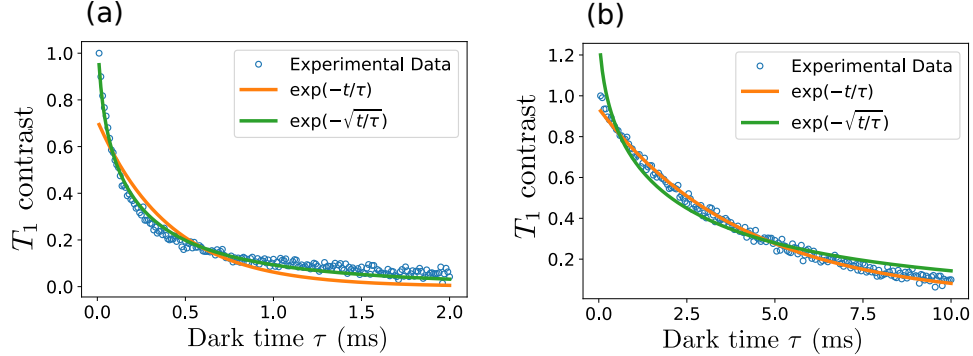 (a)
1.0
0.8
0.6
0.4
0.2
0.0
T₁ contrast
Experimental Data
exp(−t/τ)
exp(−√t/τ)
0.0 0.5 1.0 1.5 2.0
Dark time τ (ms)
(b)
1.2
1.0
0.8
0.6
0.4
0.2
T₁ contrast
Experimental Data
exp(−t/τ)
exp(−√t/τ)
0.0 2.5 5.0 7.5 10.0
Dark time τ (ms)